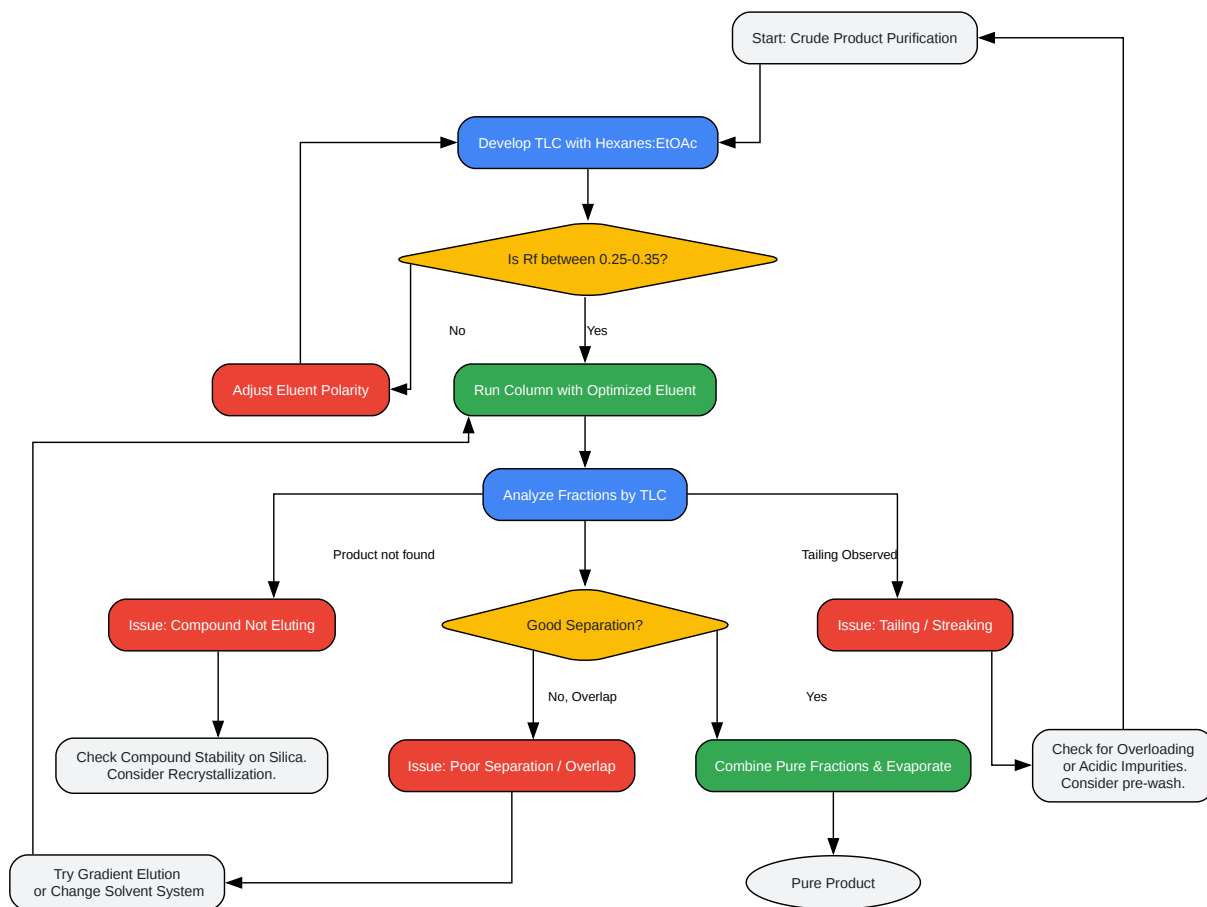 Start: Crude Product Purification
Develop TLC with Hexanes:EtOAc
Is Rf between 0.25-0.35?
No
Yes
Adjust Eluent Polarity
Run Column with Optimized Eluent
Analyze Fractions by TLC
Product not found
Tailing Observed
Issue: Compound Not Eluting
Good Separation?
Issue: Tailing / Streaking
No, Overlap
Yes
Check Compound Stability on Silica.
Consider Recrystallization.
Issue: Poor Separation / Overlap
Combine Pure Fractions & Evaporate
Check for Overloading
or Acidic Impurities.
Consider pre-wash.
Try Gradient Elution
or Change Solvent System
Pure Product